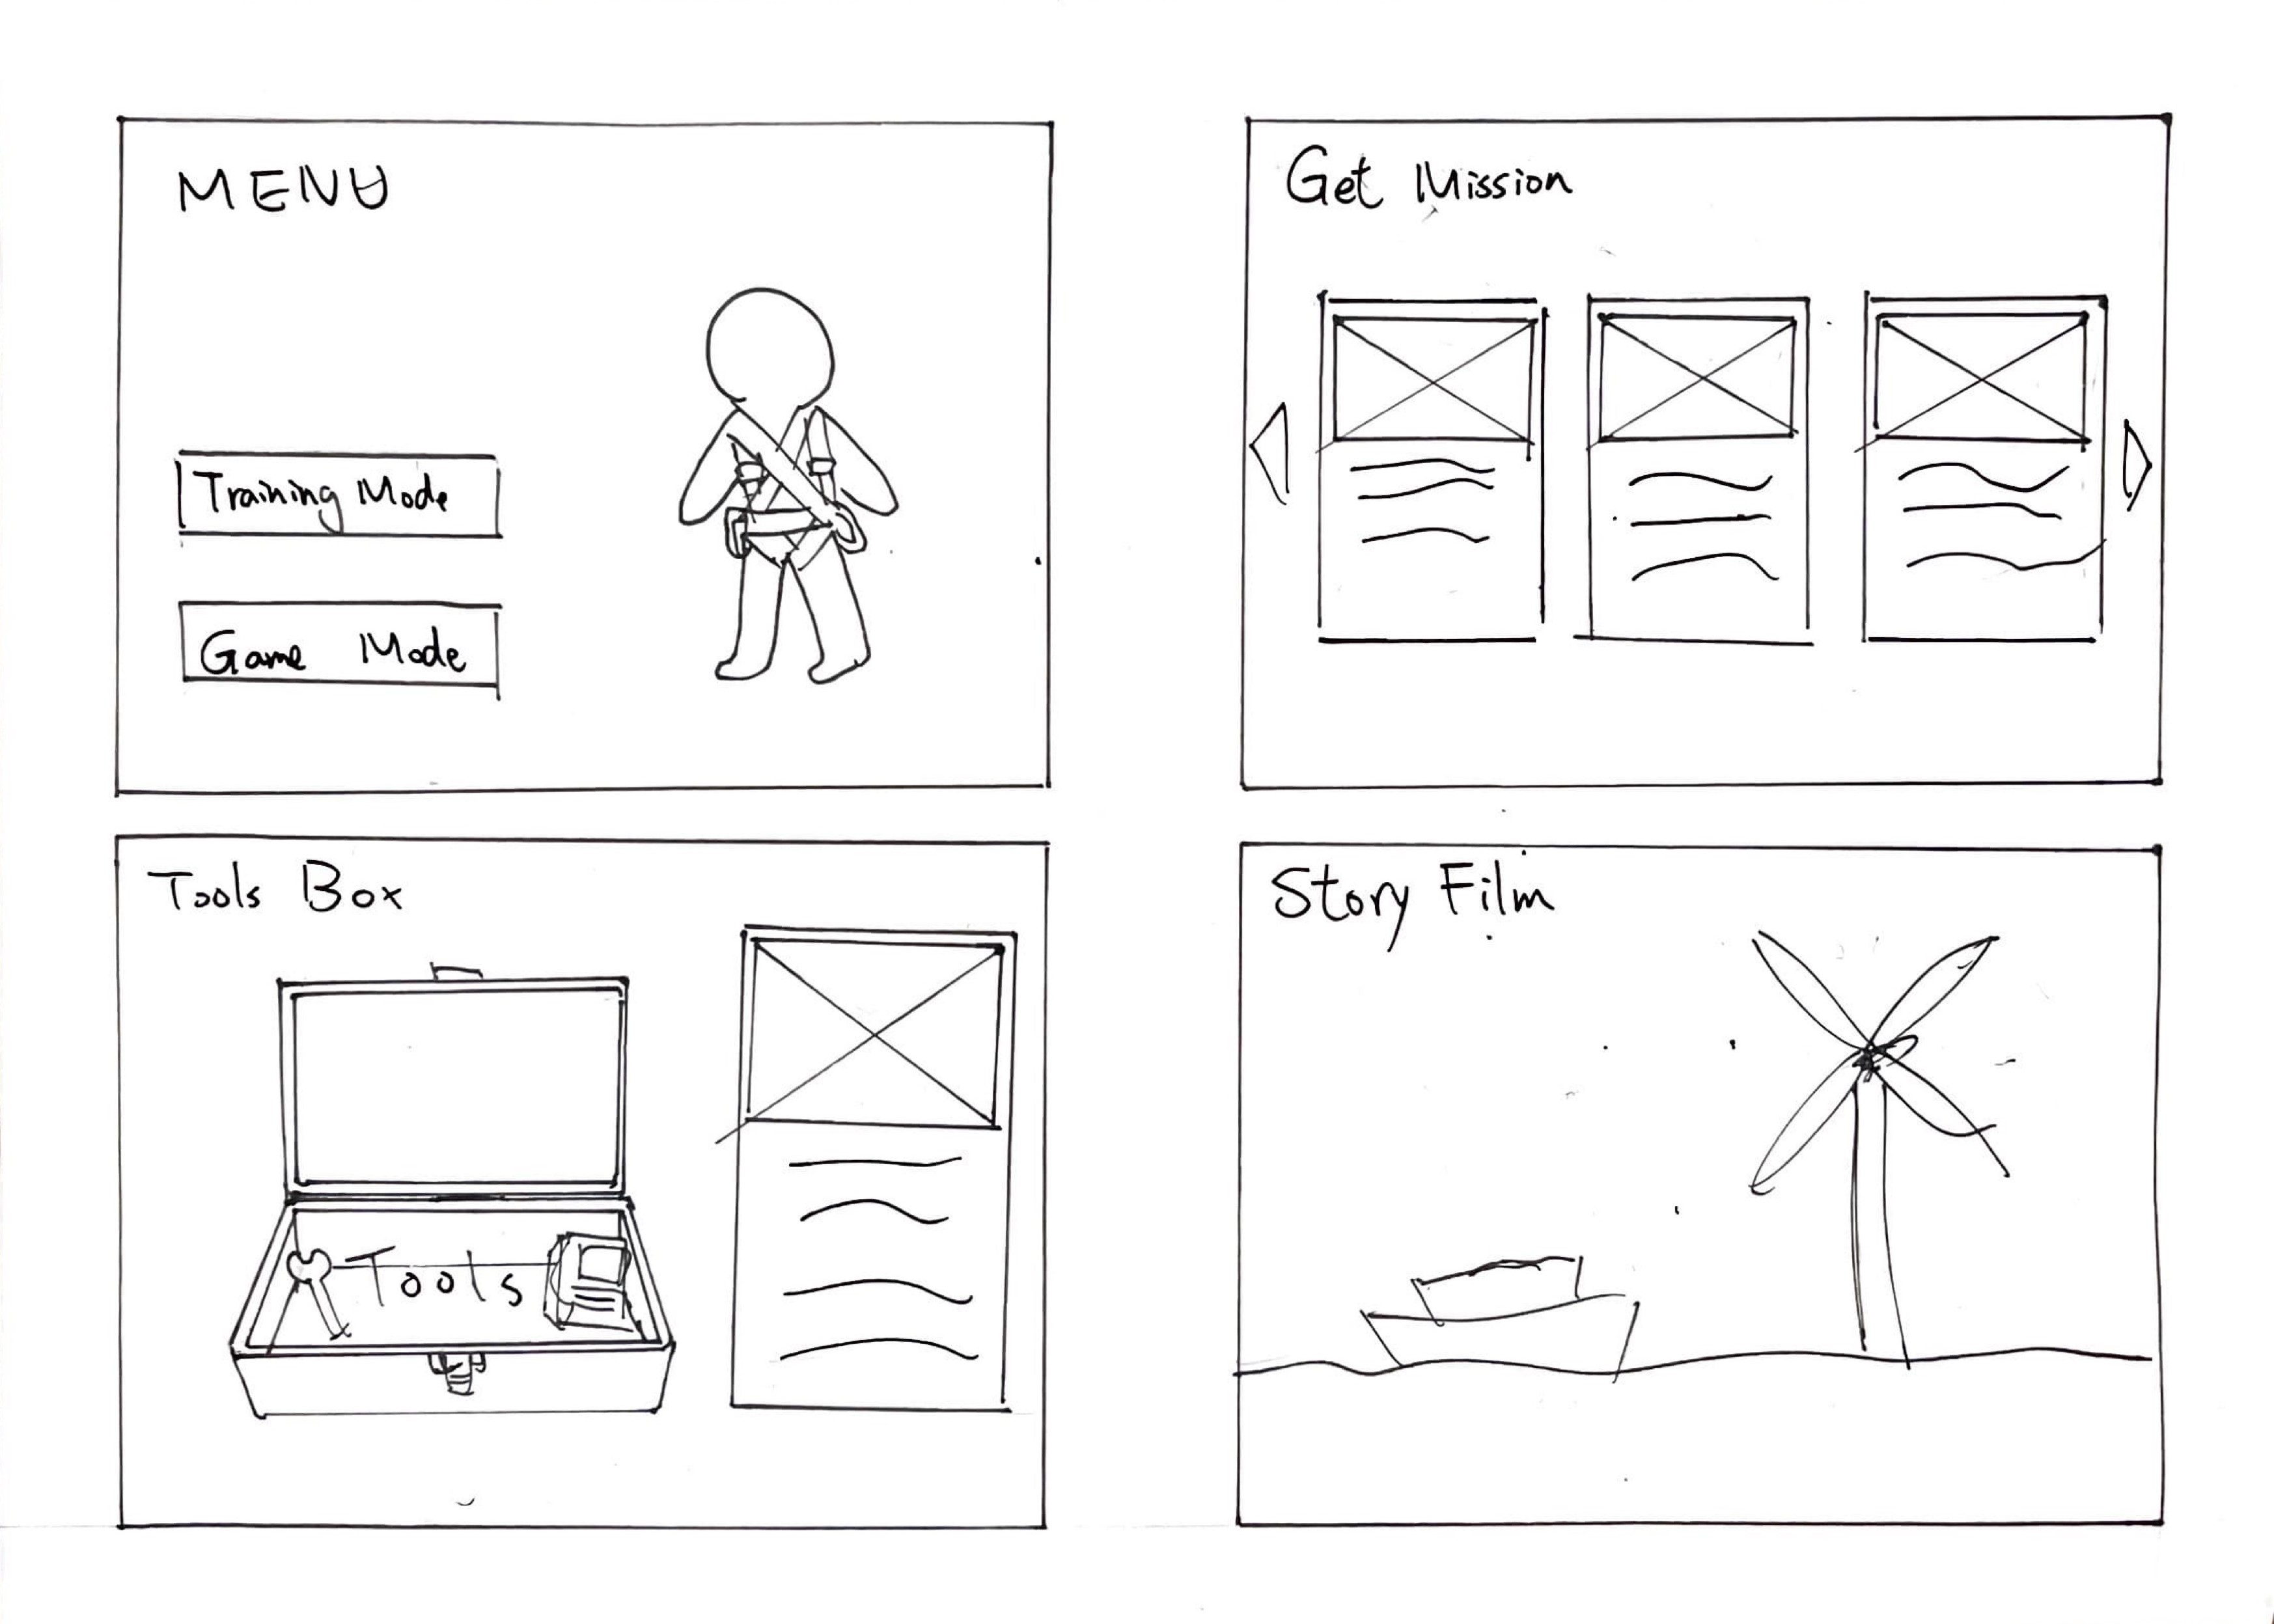 MENU
Training Mode
Game Mode
Get Mission
Tools Box
Tools
Story Film